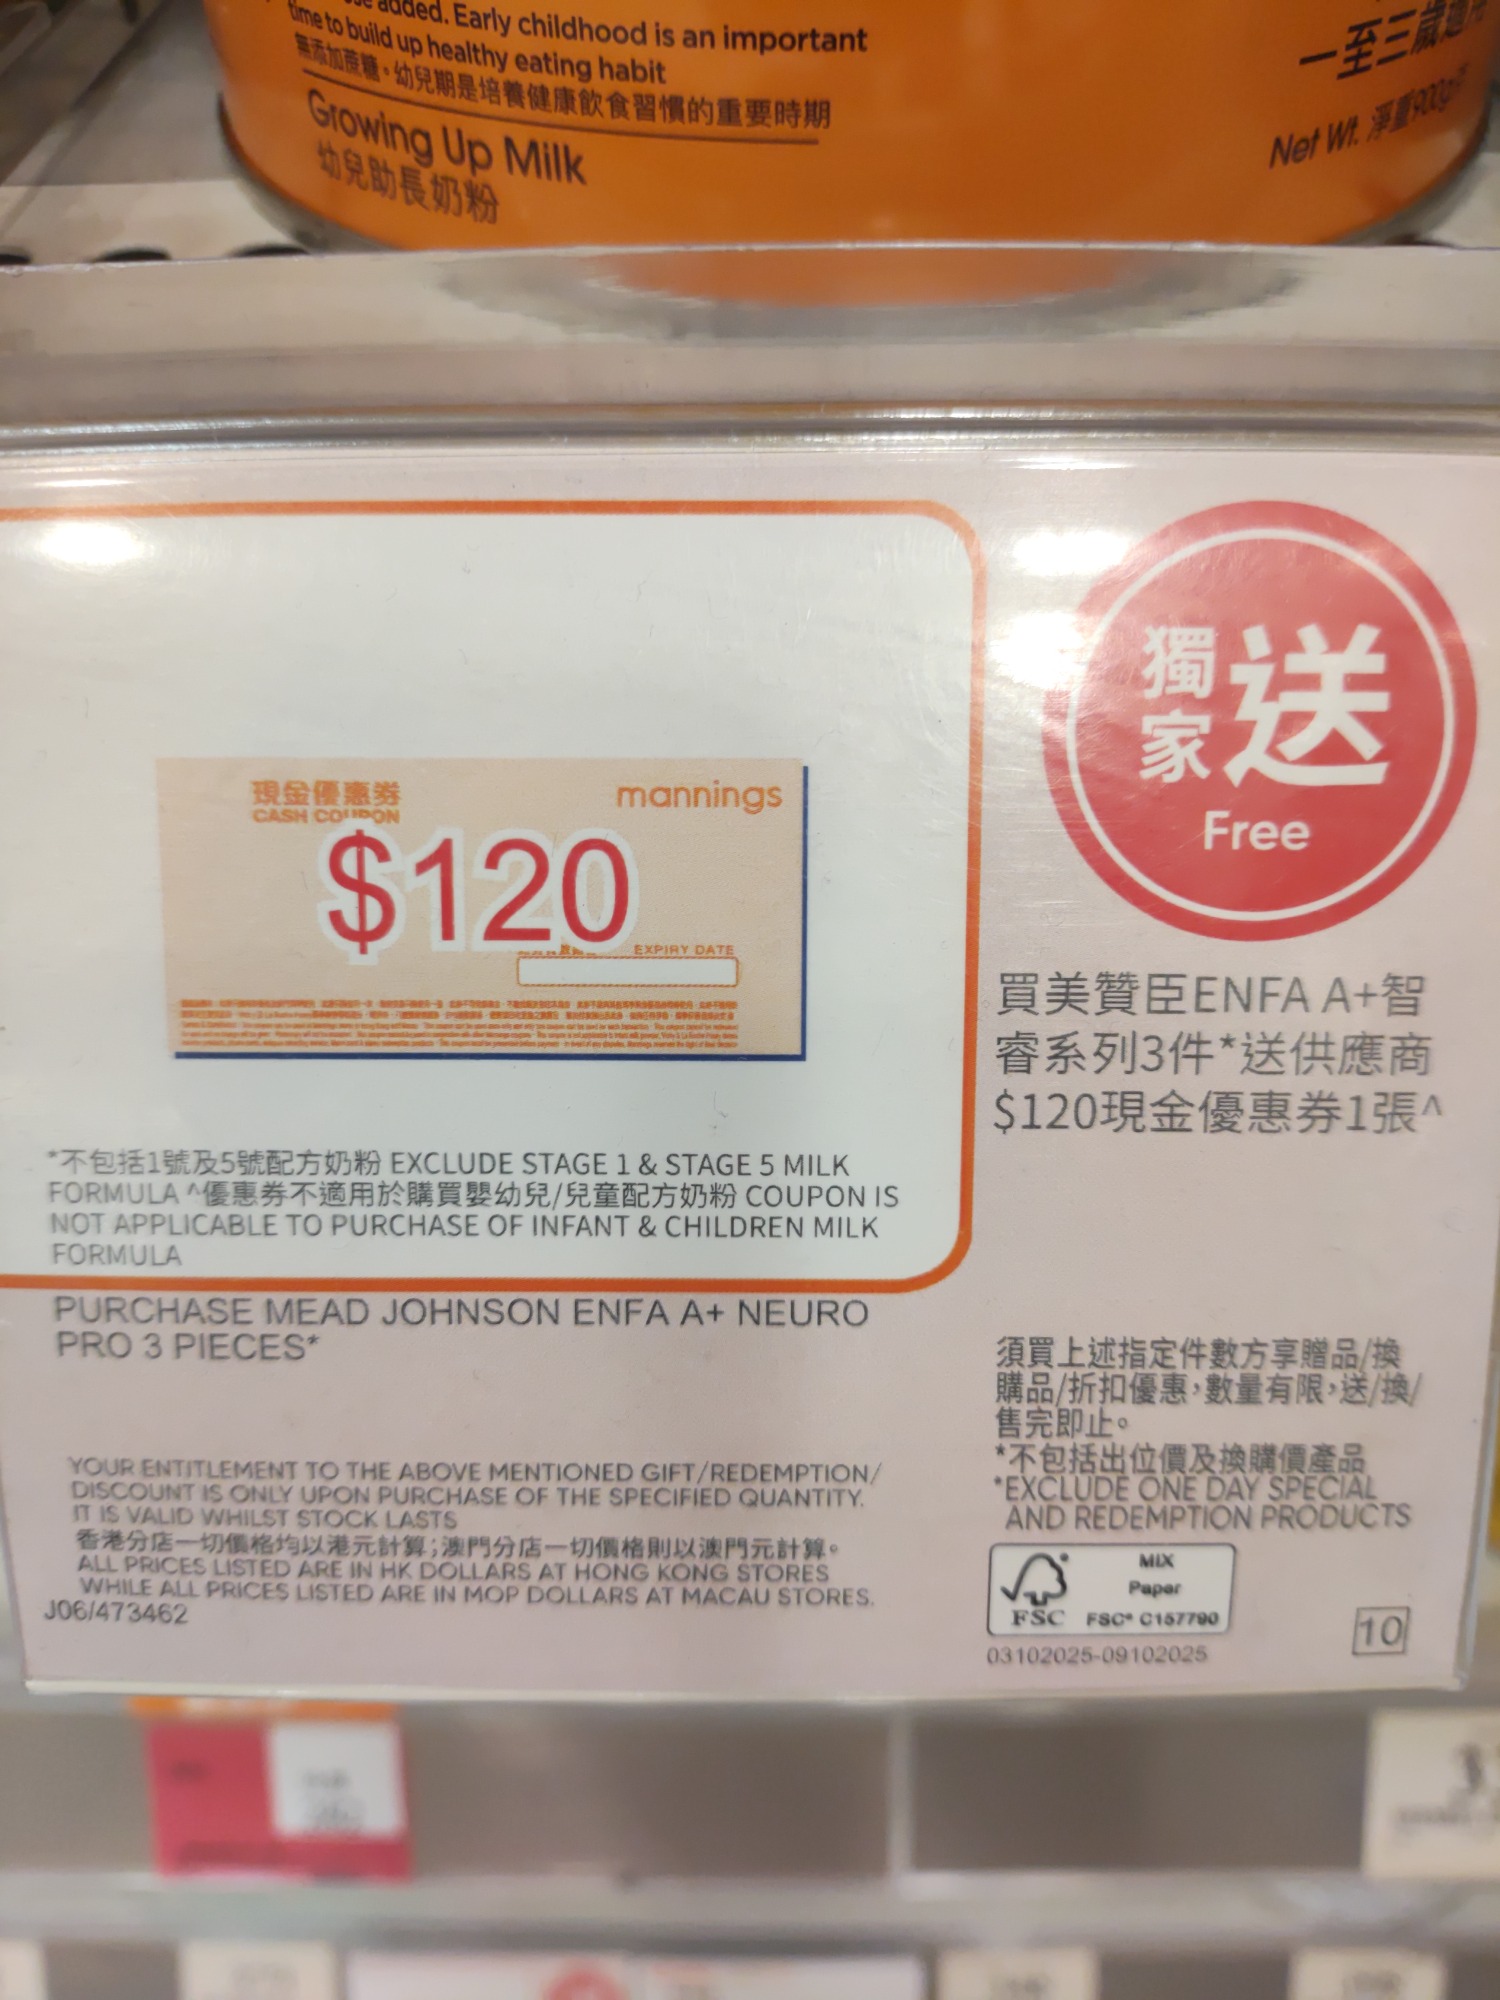 added. Early childhood is an important
time to build up healthy eating habit
無添加蔗糖。幼兒期是培養健康飲食習慣的重要時期
Growing Up Milk
幼兒助長奶粉
一至三歲適用
Net Wt. 淨重900g
現金優惠券
CASH COUPON
mannings
$120
EXPIRY DATE
*不包括1號及5號配方奶粉 EXCLUDE STAGE 1 & STAGE 5 MILK
FORMULA ^優惠券不適用於購買嬰幼兒/兒童配方奶粉 COUPON IS
NOT APPLICABLE TO PURCHASE OF INFANT & CHILDREN MILK
FORMULA
獨家送
Free
買美贊臣ENFA A+智
睿系列3件*送供應商
$120現金優惠券1張^
PURCHASE MEAD JOHNSON ENFA A+ NEURO
PRO 3 PIECES*
YOUR ENTITLEMENT TO THE ABOVE MENTIONED GIFT/REDEMPTION/
DISCOUNT IS ONLY UPON PURCHASE OF THE SPECIFIED QUANTITY.
IT IS VALID WHILST STOCK LASTS
香港分店一切價格均以港元計算;澳門分店一切價格則以澳門元計算。
ALL PRICES LISTED ARE IN HK DOLLARS AT HONG KONG STORES
WHILE ALL PRICES LISTED ARE IN MOP DOLLARS AT MACAU STORES.
J06/473462
須買上述指定件數方享贈品/換
購品/折扣優惠,數量有限,送/換/
售完即止。
*不包括出位價及換購價產品
*EXCLUDE ONE DAY SPECIAL
AND REDEMPTION PRODUCTS
MIX
Paper
FSC FSC® C157790
03102025-09102025
10